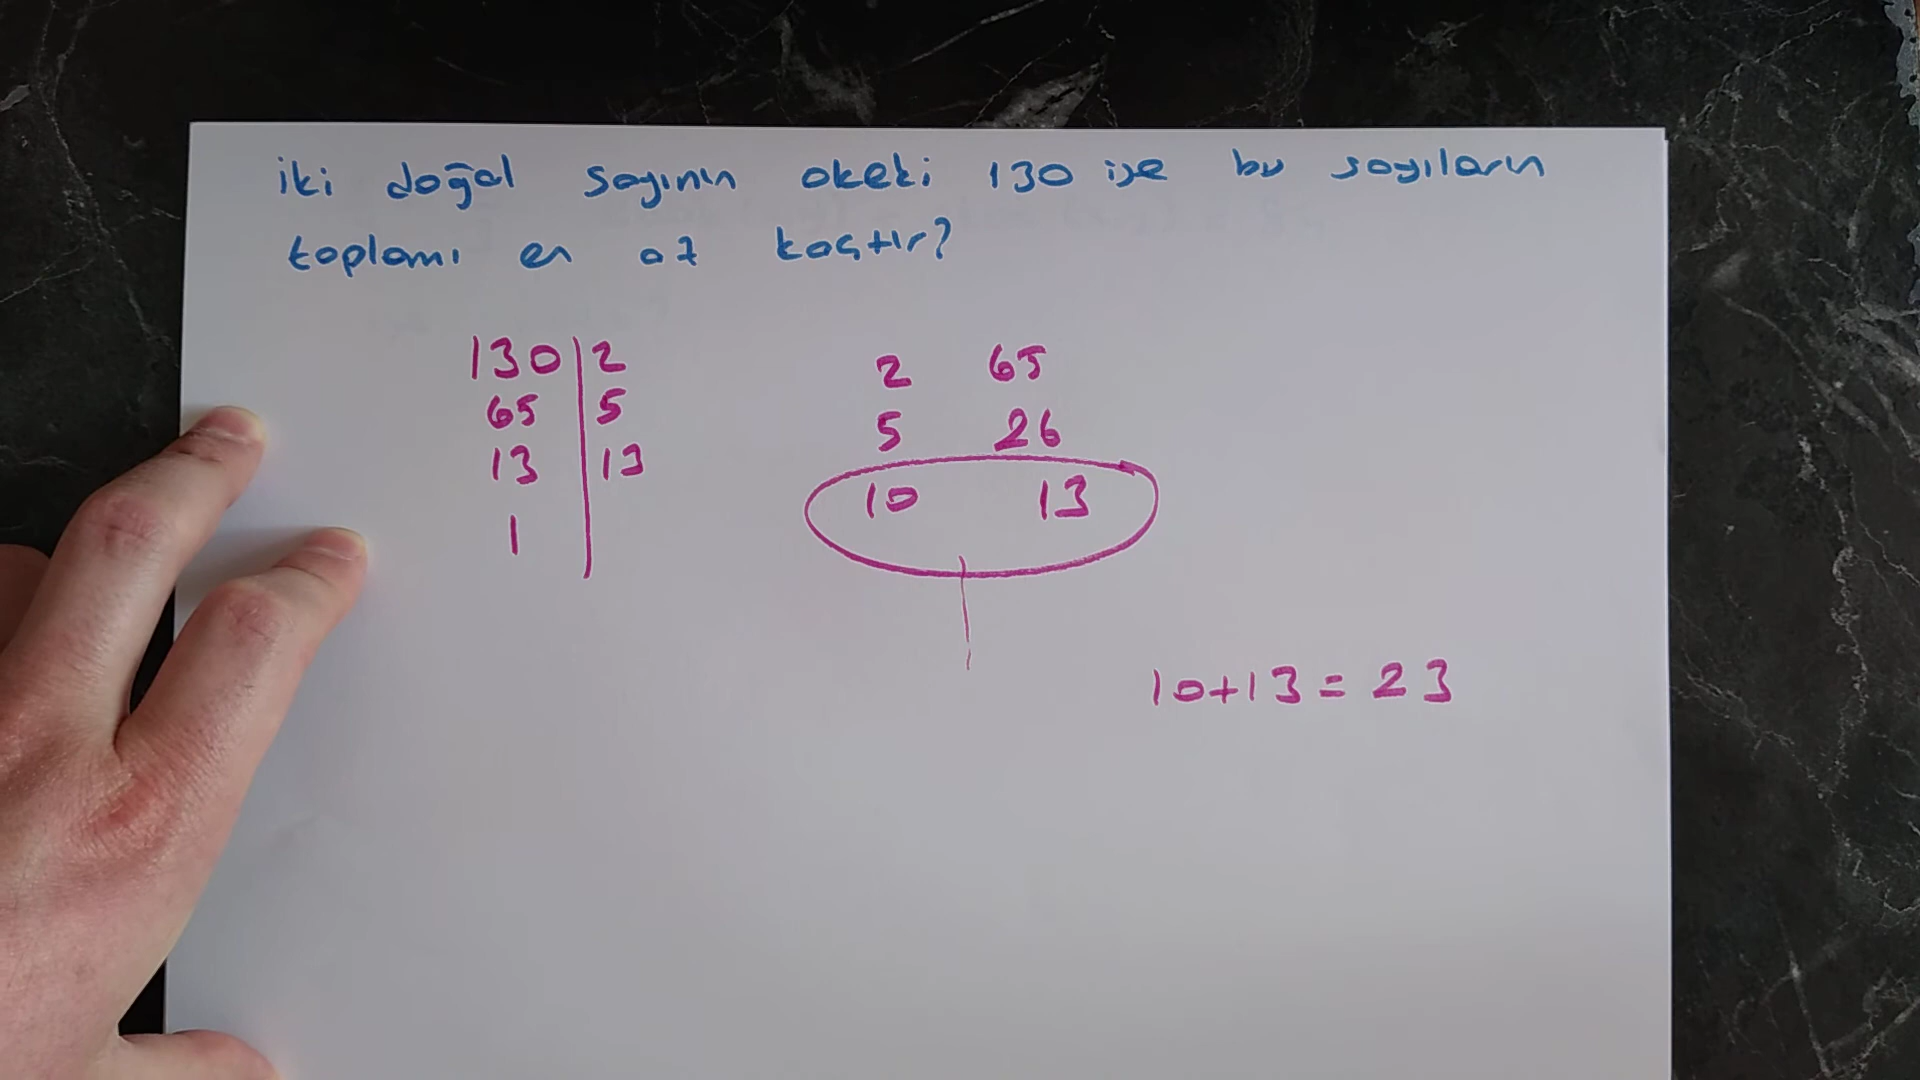 iki doğal sayının okeki 130 ise bu sayıların
toplamı en az kaçtır?
130 | 2
65 | 5
13 | 13
1 |
2 65
5 26
10 13
10+13=23